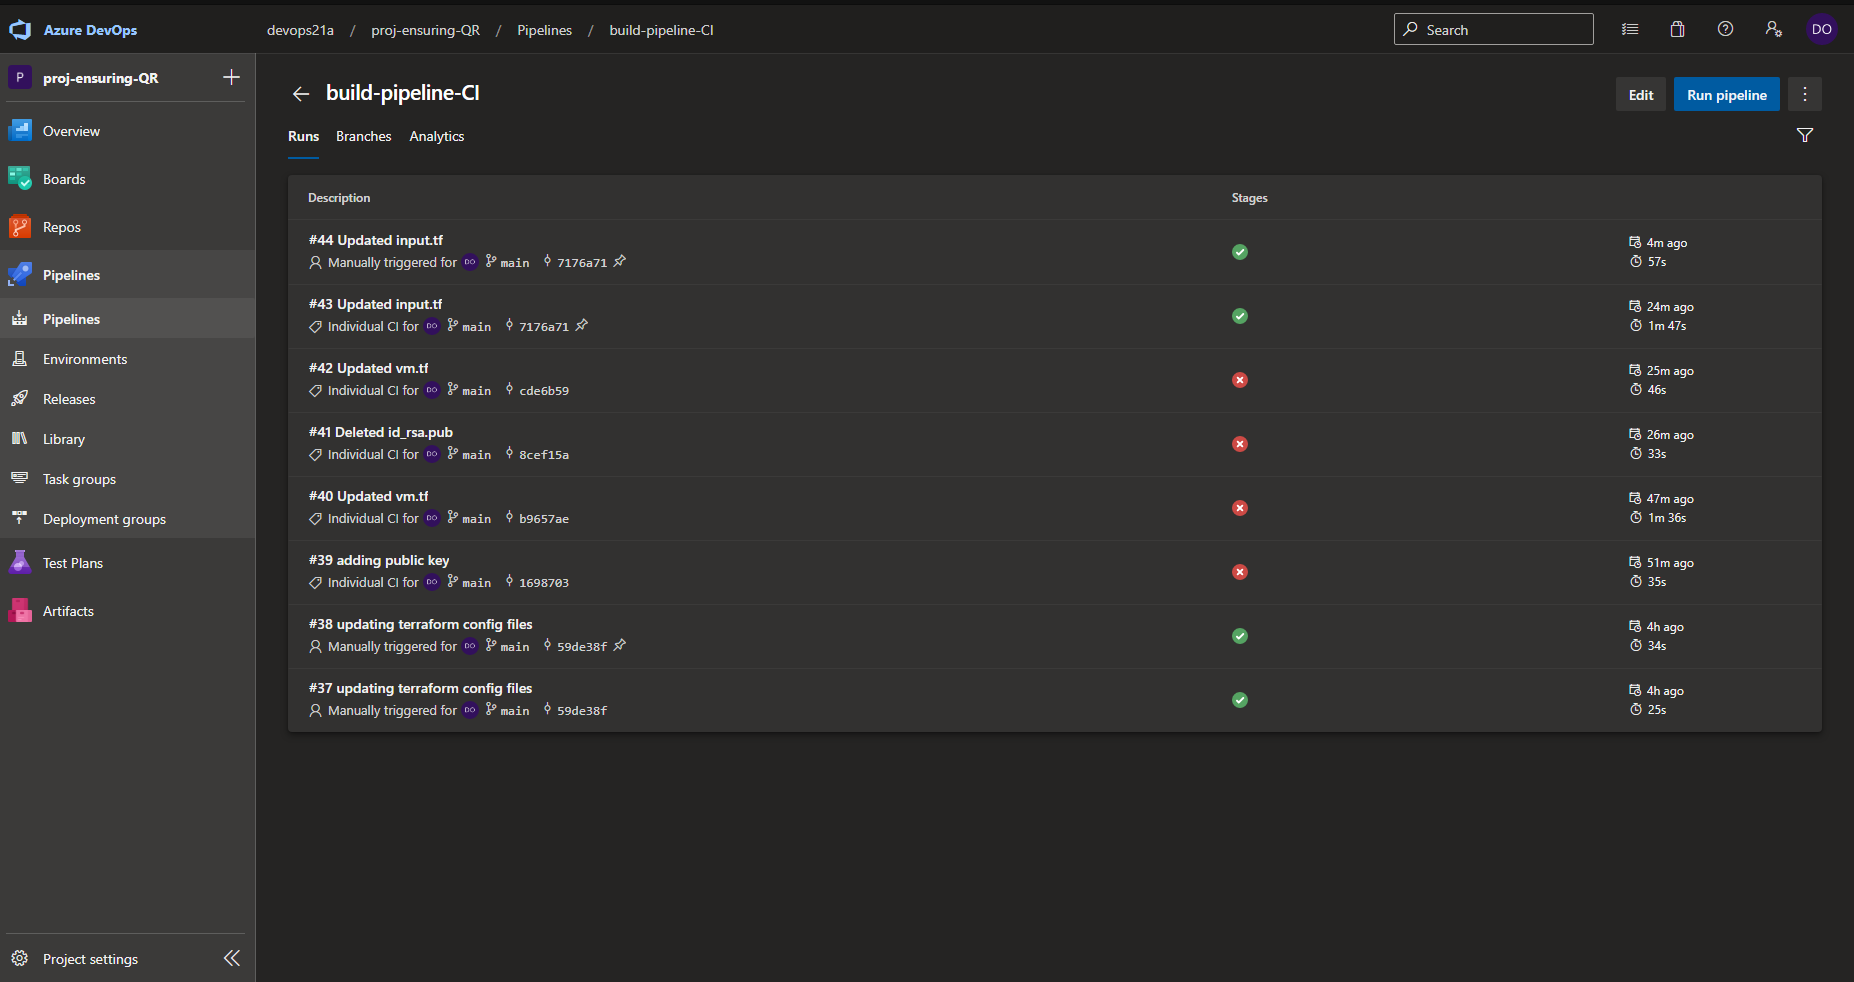 Azure DevOps
devops21a / proj-ensuring-QR / Pipelines / build-pipeline-CI
Search
DO
P proj-ensuring-QR
Overview
Boards
Repos
Pipelines
Pipelines
Environments
Releases
Library
Task groups
Deployment groups
Test Plans
Artifacts
Project settings
build-pipeline-CI
Edit
Run pipeline
Runs Branches Analytics
Description Stages
#44 Updated input.tf
Manually triggered for DO main 7176a71
4m ago
57s
#43 Updated input.tf
Individual CI for DO main 7176a71
24m ago
1m 47s
#42 Updated vm.tf
Individual CI for DO main cde6b59
25m ago
46s
#41 Deleted id_rsa.pub
Individual CI for DO main 8cef15a
26m ago
33s
#40 Updated vm.tf
Individual CI for DO main b9657ae
47m ago
1m 36s
#39 adding public key
Individual CI for DO main 1698703
51m ago
35s
#38 updating terraform config files
Manually triggered for DO main 59de38f
4h ago
34s
#37 updating terraform config files
Manually triggered for DO main 59de38f
4h ago
25s